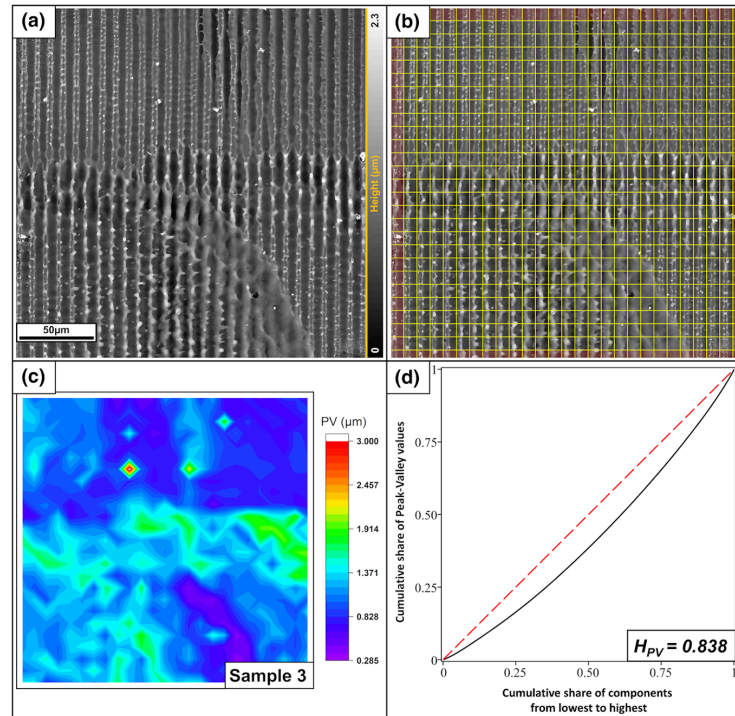 (a)
2.3
Height (µm)
0
50µm
(b)
(c)
PV (µm)
3.000
2.457
1.914
1.371
0.828
0.285
Sample 3
(d)
Cumulative share of Peak-Valley values
1
0.75
0.50
0.25
0
0
0.25
0.50
0.75
1
H_PV = 0.838
Cumulative share of components
from lowest to highest